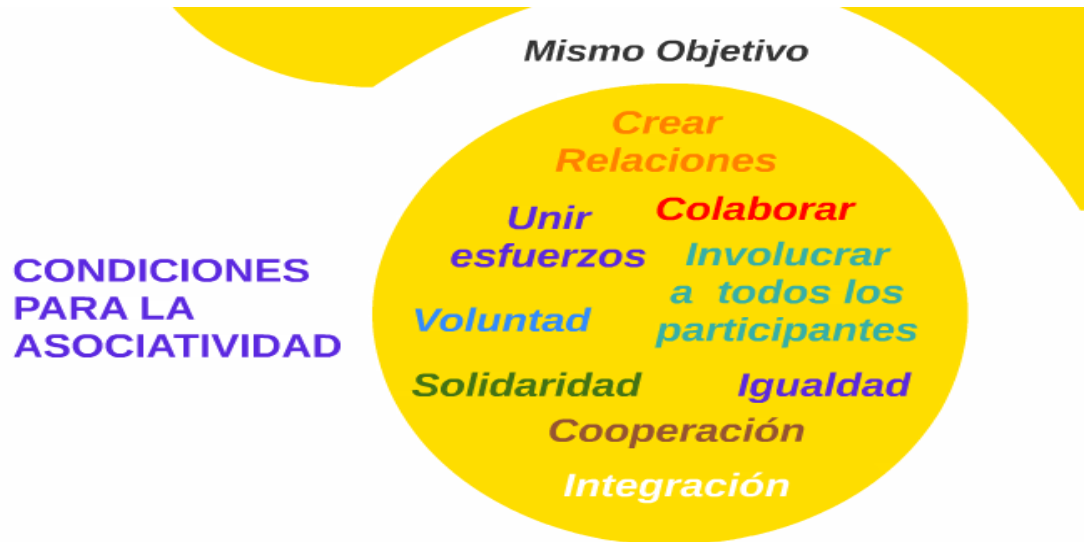 Mismo Objetivo
Crear
Relaciones
Unir
esfuerzos
Colaborar
Involucrar
a todos los
participantes
CONDICIONES
PARA LA
ASOCIATIVIDAD
Voluntad
Solidaridad
Igualdad
Cooperación
Integración